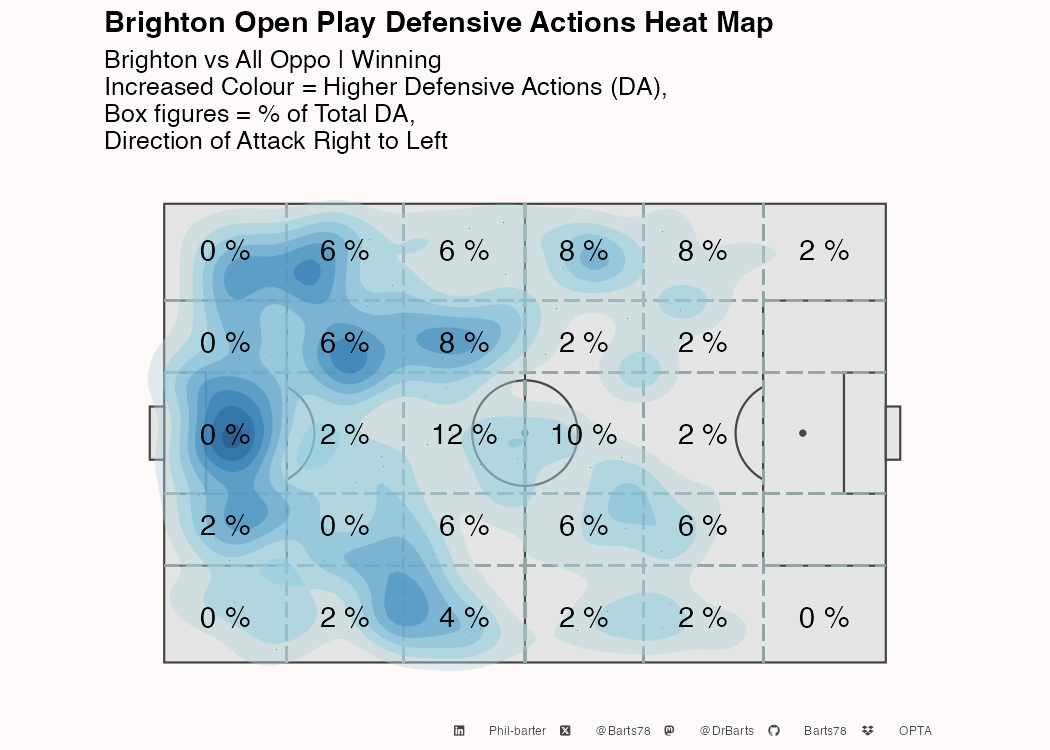 Brighton Open Play Defensive Actions Heat Map
Brighton vs All Oppo | Winning
Increased Colour = Higher Defensive Actions (DA),
Box figures = % of Total DA,
Direction of Attack Right to Left
0 % 6 % 6 % 8 % 8 % 2 %
0 % 6 % 8 % 2 % 2 %
0 % 2 % 12 % 10 % 2 %
2 % 0 % 6 % 6 % 6 %
0 % 2 % 4 % 2 % 2 % 0 %
Phil-barter @Barts78 @DrBarts Barts78 OPTA